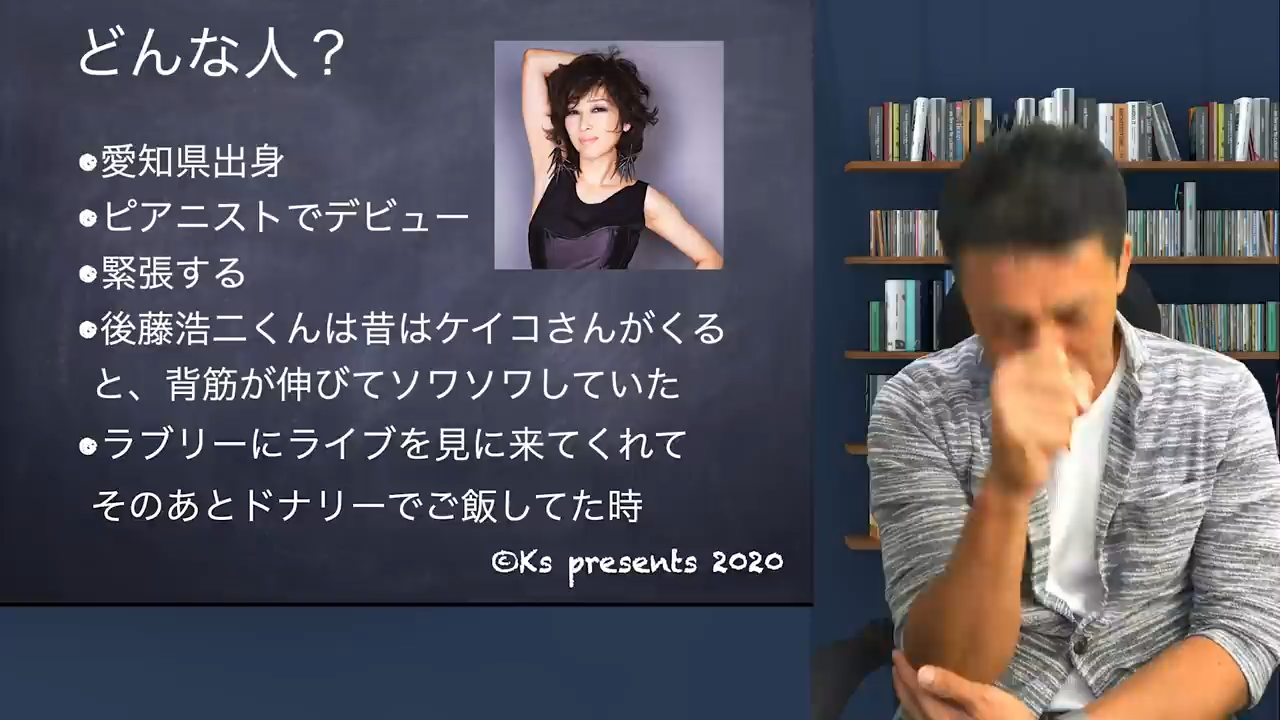 どんな人？
•愛知県出身
•ピアニストでデビュー
•緊張する
•後藤浩二くんは昔はケイコさんがくる
と、背筋が伸びてソワソワしていた
•ラブリーにライブを見に来てくれて
そのあとドナリーでご飯してた時
©Ks presents 2020